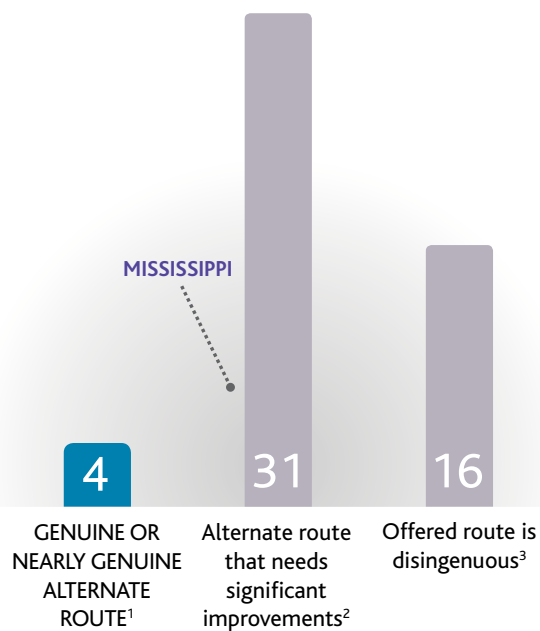 MISSISSIPPI
4
31
16
GENUINE OR
NEARLY GENUINE
ALTERNATE
ROUTE¹
Alternate route
that needs
significant
improvements²
Offered route is
disingenuous³